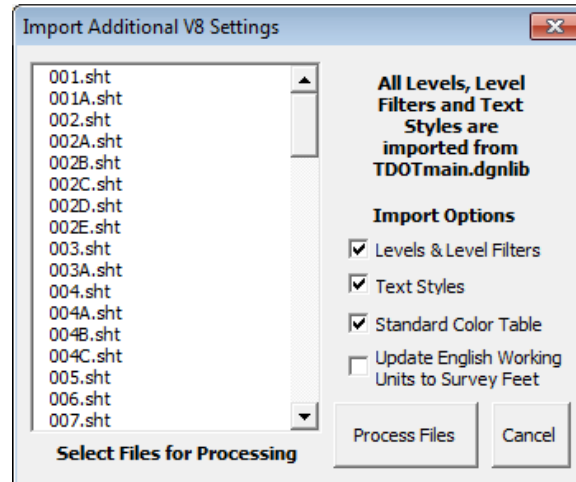 Import Additional V8 Settings
001.sht
001A.sht
002.sht
002A.sht
002B.sht
002C.sht
002D.sht
002E.sht
003.sht
003A.sht
004.sht
004A.sht
004B.sht
004C.sht
005.sht
006.sht
007.sht
Select Files for Processing
All Levels, Level
Filters and Text
Styles are
imported from
TDOTmain.dgnlib
Import Options
Levels & Level Filters
Text Styles
Standard Color Table
Update English Working
Units to Survey Feet
Process Files
Cancel